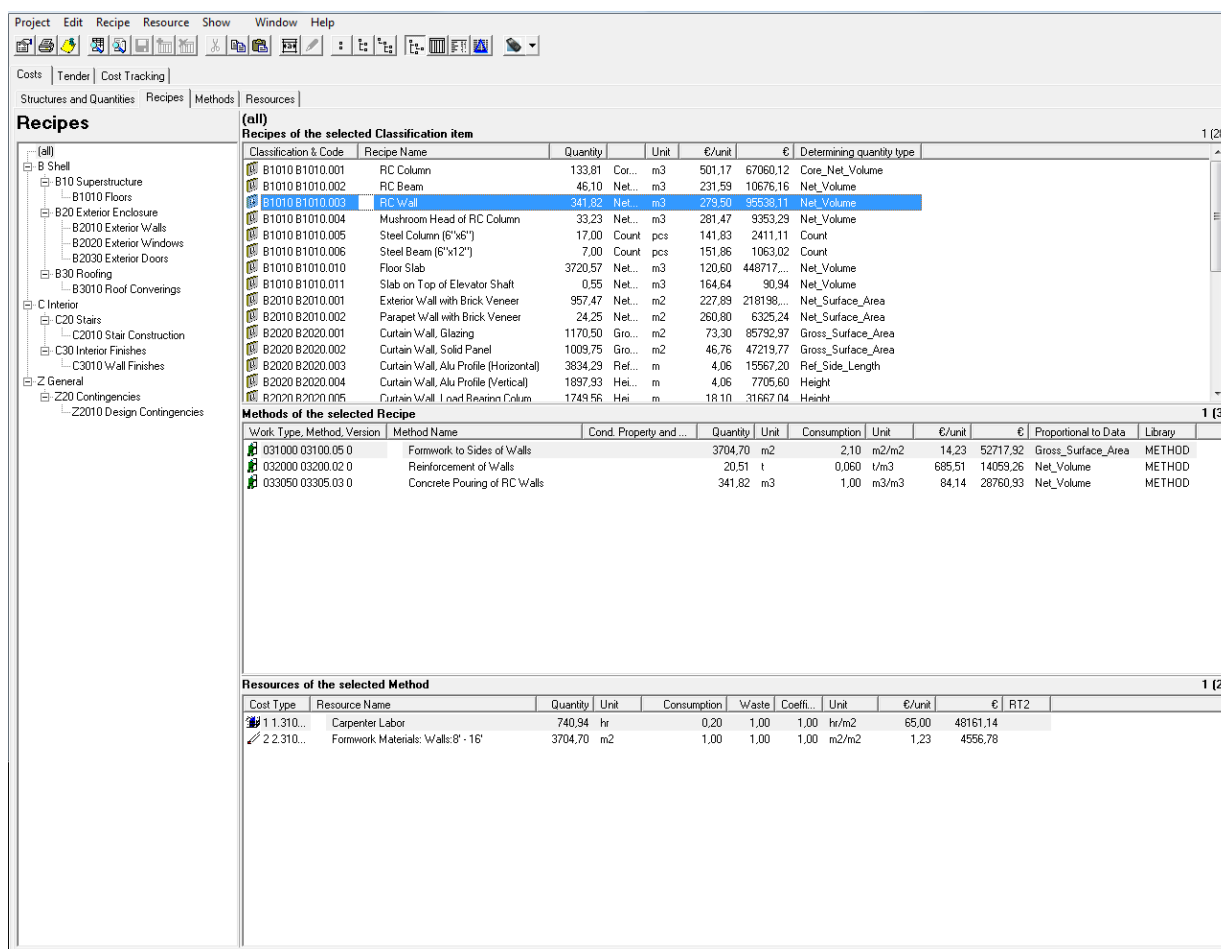 Project Edit Recipe Resource Show Window Help
Costs Tender Cost Tracking
Structures and Quantities Recipes Methods Resources
Recipes
(all)
B Shell
B10 Superstructure
B1010 Floors
B20 Exterior Enclosure
B2010 Exterior Walls
B2020 Exterior Windows
B2030 Exterior Doors
B30 Roofing
B3010 Roof Converings
C Interior
C20 Stairs
C2010 Stair Construction
C30 Interior Finishes
C3010 Wall Finishes
Z General
Z20 Contingencies
Z2010 Design Contingencies
(all)
Recipes of the selected Classification item 1 (20
Classification & Code Recipe Name Quantity Unit €/unit € Determining quantity type
B1010 B1010.001 RC Column 133,81 Cor... m3 501,17 67060,12 Core_Net_Volume
B1010 B1010.002 RC Beam 46,10 Net... m3 231,59 10676,16 Net_Volume
B1010 B1010.003 RC Wall 341,82 Net... m3 279,50 95538,11 Net_Volume
B1010 B1010.004 Mushroom Head of RC Column 33,23 Net... m3 281,47 9353,29 Net_Volume
B1010 B1010.005 Steel Column (6"x6") 17,00 Count pcs 141,83 2411,11 Count
B1010 B1010.006 Steel Beam (6"x12") 7,00 Count pcs 151,86 1063,02 Count
B1010 B1010.010 Floor Slab 3720,57 Net... m3 120,60 448717,... Net_Volume
B1010 B1010.011 Slab on Top of Elevator Shaft 0,55 Net... m3 164,64 90,94 Net_Volume
B2010 B2010.001 Exterior Wall with Brick Veneer 957,47 Net... m2 227,89 218198,... Net_Surface_Area
B2010 B2010.002 Parapet Wall with Brick Veneer 24,25 Net... m2 260,80 6325,24 Net_Surface_Area
B2020 B2020.001 Curtain Wall, Glazing 1170,50 Gro... m2 73,30 85792,97 Gross_Surface_Area
B2020 B2020.002 Curtain Wall, Solid Panel 1009,75 Gro... m2 46,76 47219,77 Gross_Surface_Area
B2020 B2020.003 Curtain Wall, Alu Profile (Horizontal) 3834,29 Ref... m 4,06 15567,20 Ref_Side_Length
B2020 B2020.004 Curtain Wall, Alu Profile (Vertical) 1897,93 Hei... m 4,06 7705,60 Height
B2020 B2020.005 Curtain Wall, Load Bearing Colum 1749,56 Hei m 18,10 31667,04 Height
Methods of the selected Recipe 1 (3
Work Type, Method, Version Method Name Cond. Property and ... Quantity Unit Consumption Unit €/unit € Proportional to Data Library
031000 03100.05 0 Formwork to Sides of Walls 3704,70 m2 2,10 m2/m2 14,23 52717,92 Gross_Surface_Area METHOD
032000 03200.02 0 Reinforcement of Walls 20,51 t 0,060 t/m3 685,51 14059,26 Net_Volume METHOD
033050 03305.03 0 Concrete Pouring of RC Walls 341,82 m3 1,00 m3/m3 84,14 28760,93 Net_Volume METHOD
Resources of the selected Method 1 (2
Cost Type Resource Name Quantity Unit Consumption Waste Coeffi... Unit €/unit € RT2
1 1.310... Carpenter Labor 740,94 hr 0,20 1,00 1,00 hr/m2 65,00 48161,14
2 2.310... Formwork Materials: Walls:8' - 16' 3704,70 m2 1,00 1,00 1,00 m2/m2 1,23 4556,78